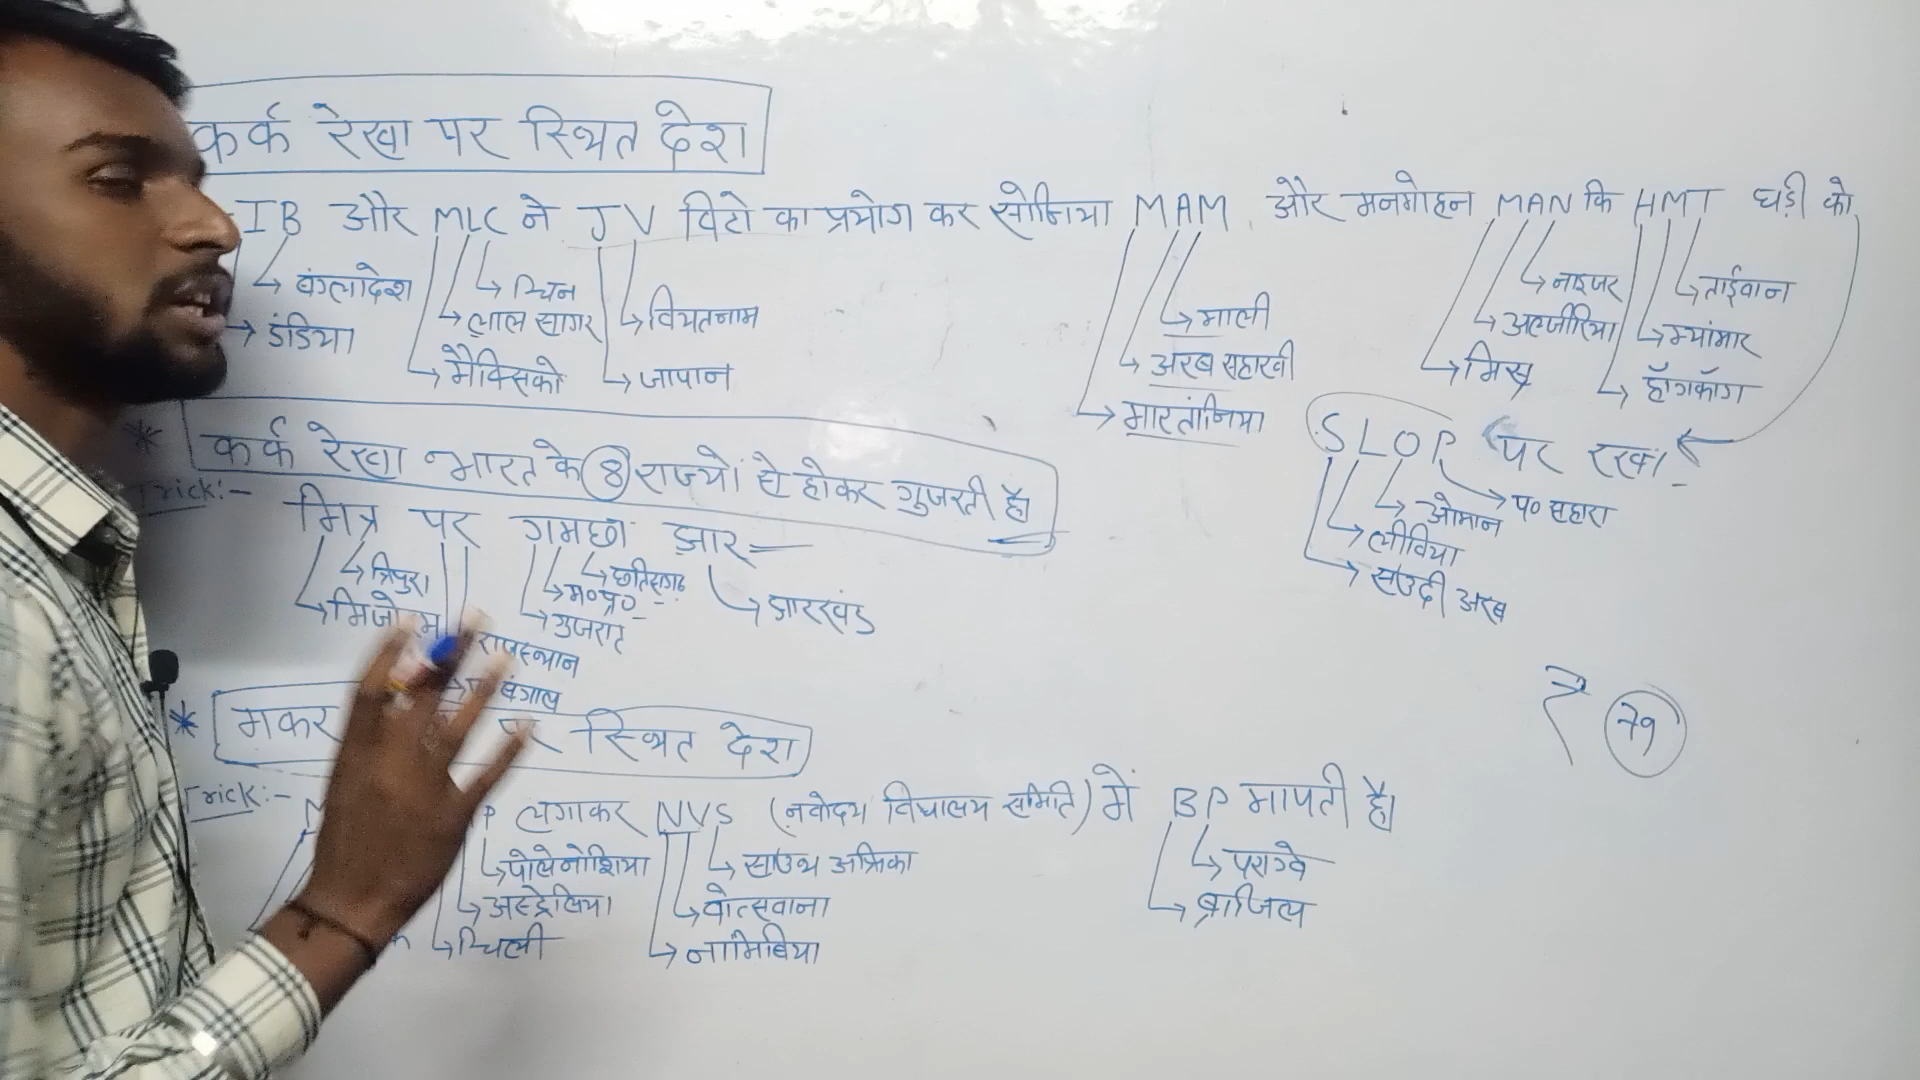 कर्क रेखा पर स्थित देश
IB और MLC ने JV विटो का प्रयोग कर सोनिया MAM और मनमोहन MAN कि HMT घड़ी को
बंग्लादेश
इंडिया
चिन
लाल सागर
मैक्सिको
वियतनाम
जापान
माली
अरब सहारवी
मारतांनिया
नाइजर
अल्जीरिया
मिस्र
ताईवान
म्यांमार
हॉगकॉग
SLOP पर रखा
प० सहारा
ओमान
लीविया
सउदी अरब
* कर्क रेखा भारत के 8 राज्यों से होकर गुजरती है।
Trick:-
मित्र पर गमछा झार
त्रिपुरा
मिजोरम
राजस्थान
बंगाल
छतिसगढ़
म०प्र०
गुजरात
झारखंड
* मकर पर स्थित देश
Trick:-
P लगाकर NVS (नवोदय विघालय समिति) में BP मापती है।
पोलेनोशिया
अस्ट्रेलिया
चिली
साउथ अफ्रिका
वोत्सवाना
नामिबिया
पराग्वे
ब्राजिल
₹ 79